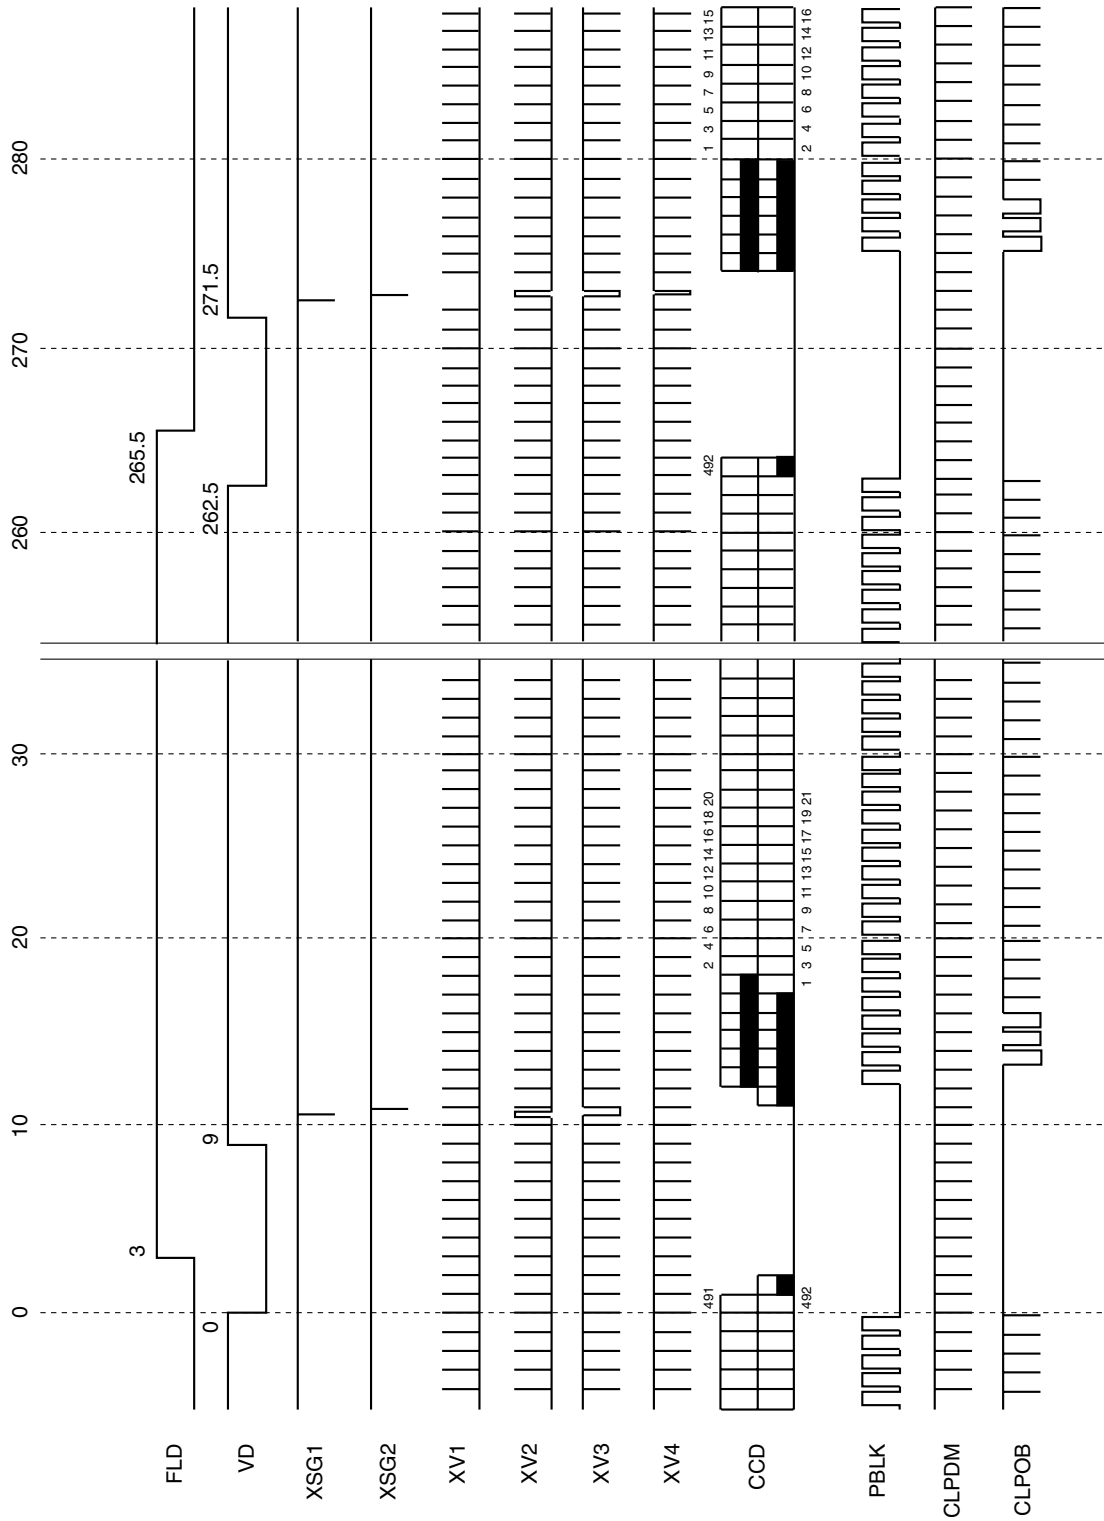 0 10 20 30 260 270 280
3 265.5
FLD
0 9 262.5 271.5
VD
XSG1
XSG2
XV1
XV2
XV3
XV4
491 2 4 6 8 10 12 14 16 18 20 492 1 3 5 7 9 11 13 15
CCD
492 1 3 5 7 9 11 13 15 17 19 21 2 4 6 8 10 12 14 16
PBLK
CLPDM
CLPOB